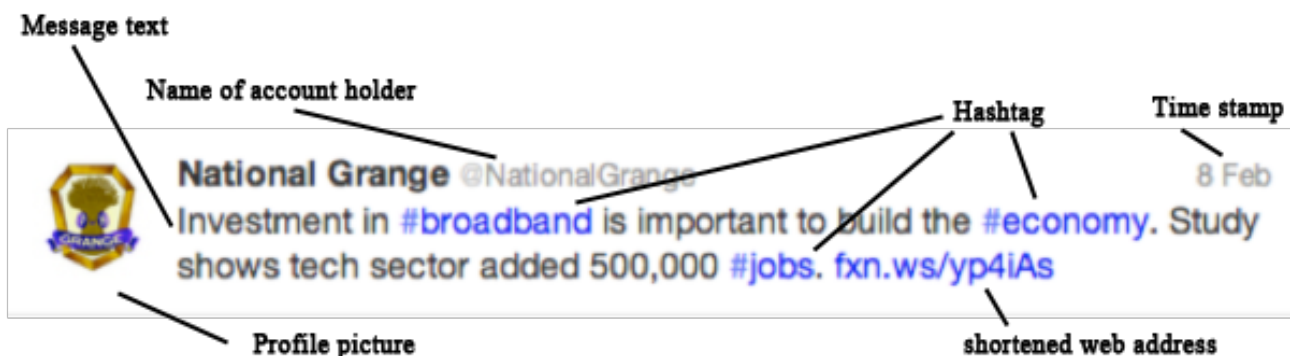 Message text
Name of account holder
Hashtag
Time stamp
National Grange @NationalGrange
8 Feb
Investment in #broadband is important to build the #economy. Study
shows tech sector added 500,000 #jobs. fxn.ws/yp4iAs
GRANGE
Profile picture
shortened web address